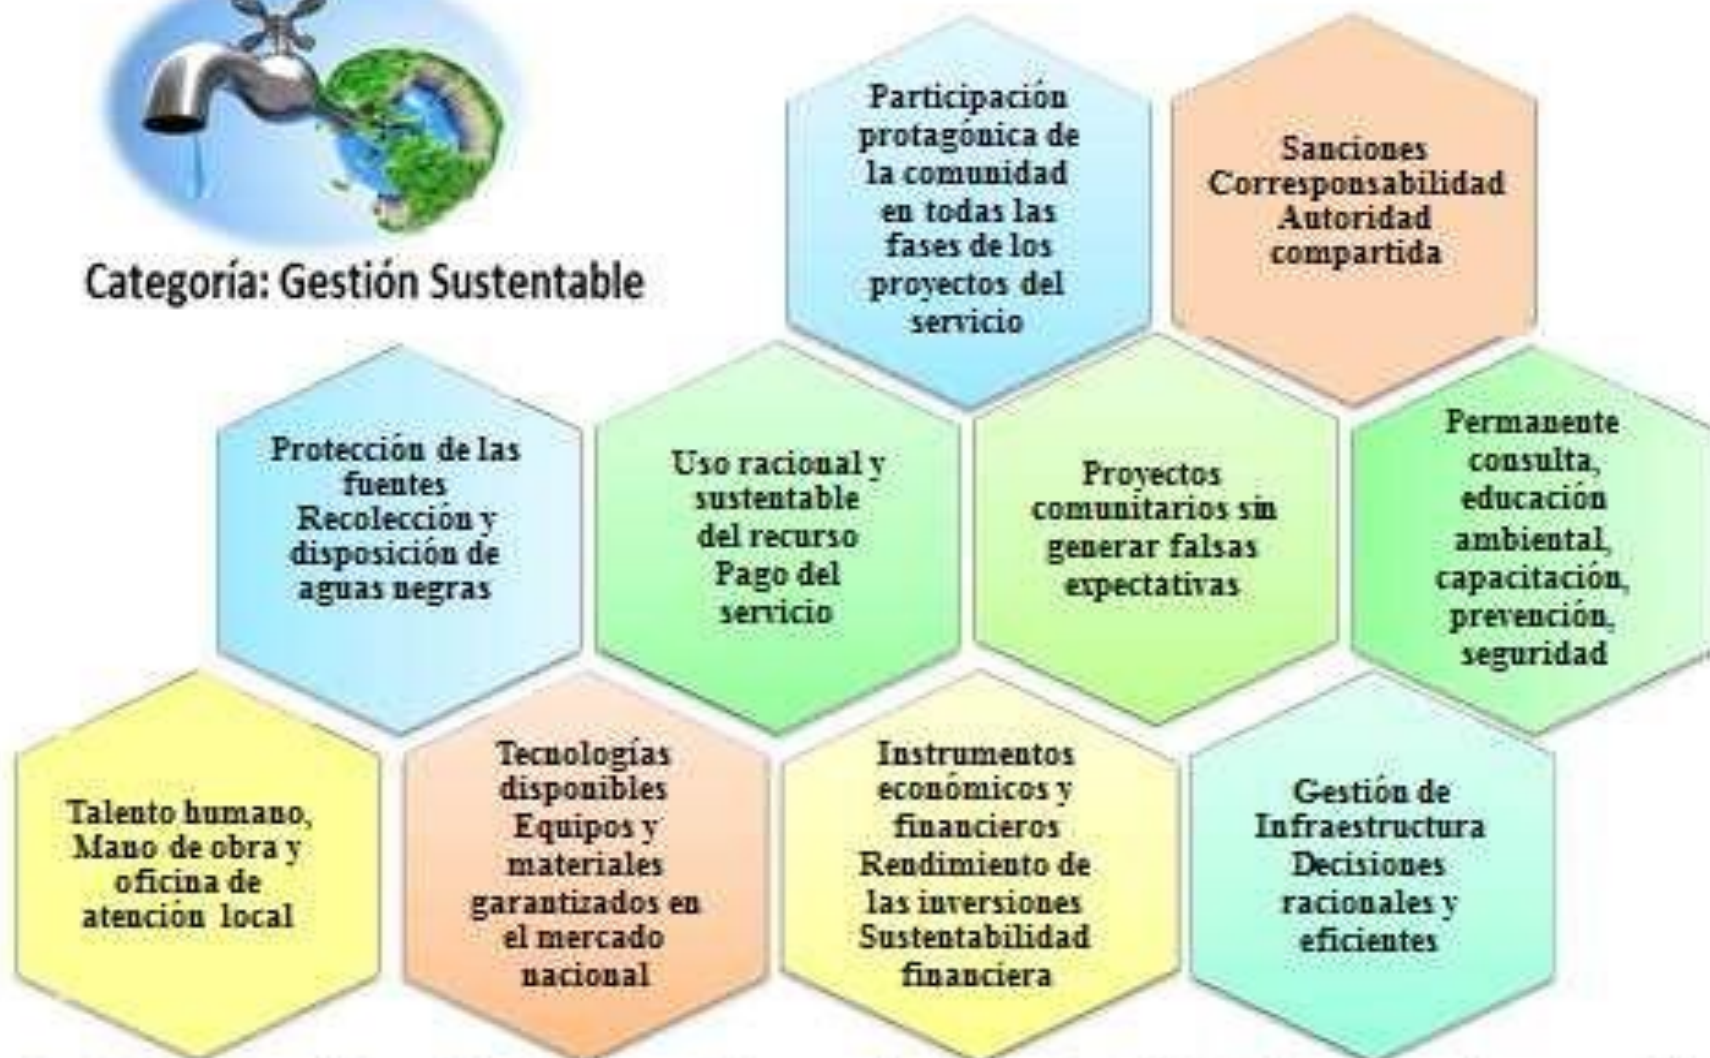 Categoría: Gestión Sustentable
Participación
protagónica de
la comunidad
en todas las
fases de los
proyectos del
servicio
Sanciones
Corresponsabilidad
Autoridad
compartida
Protección de las
fuentes
Recolección y
disposición de
aguas negras
Uso racional y
sustentable
del recurso
Pago del
servicio
Proyectos
comunitarios sin
generar falsas
expectativas
Permanente
consulta,
educación
ambiental,
capacitación,
prevención,
seguridad
Talento humano,
Mano de obra y
oficina de
atención local
Tecnologías
disponibles
Equipos y
materiales
garantizados en
el mercado
nacional
Instrumentos
económicos y
financieros
Rendimiento de
las inversiones
Sustentabilidad
financiera
Gestión de
Infraestructura
Decisiones
racionales y
eficientes